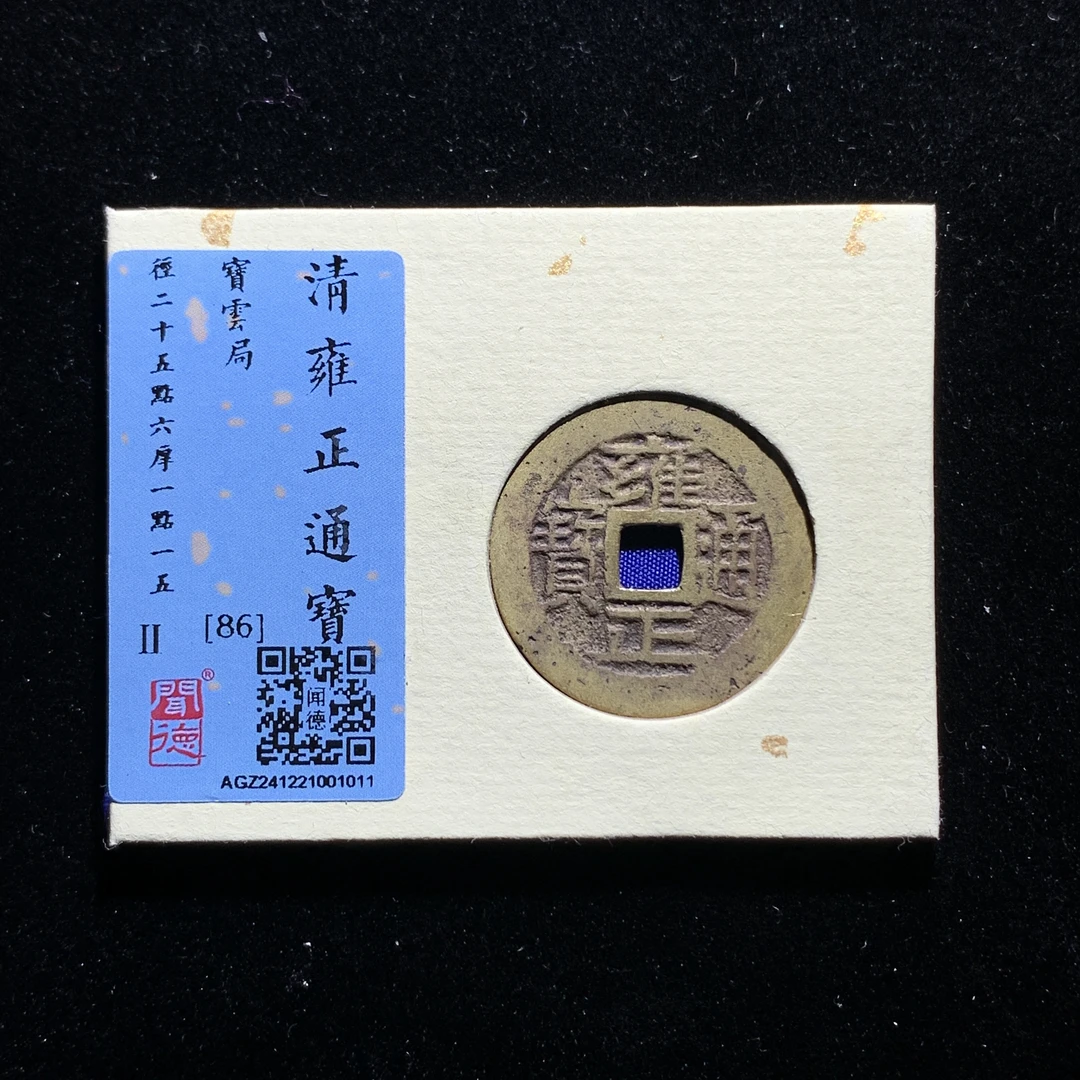 清雍正通寶
寶雲局
[86]
徑二十五點六厚一點一五
II
聞德
®
闻德
AGZ241221001011
雍正通寶